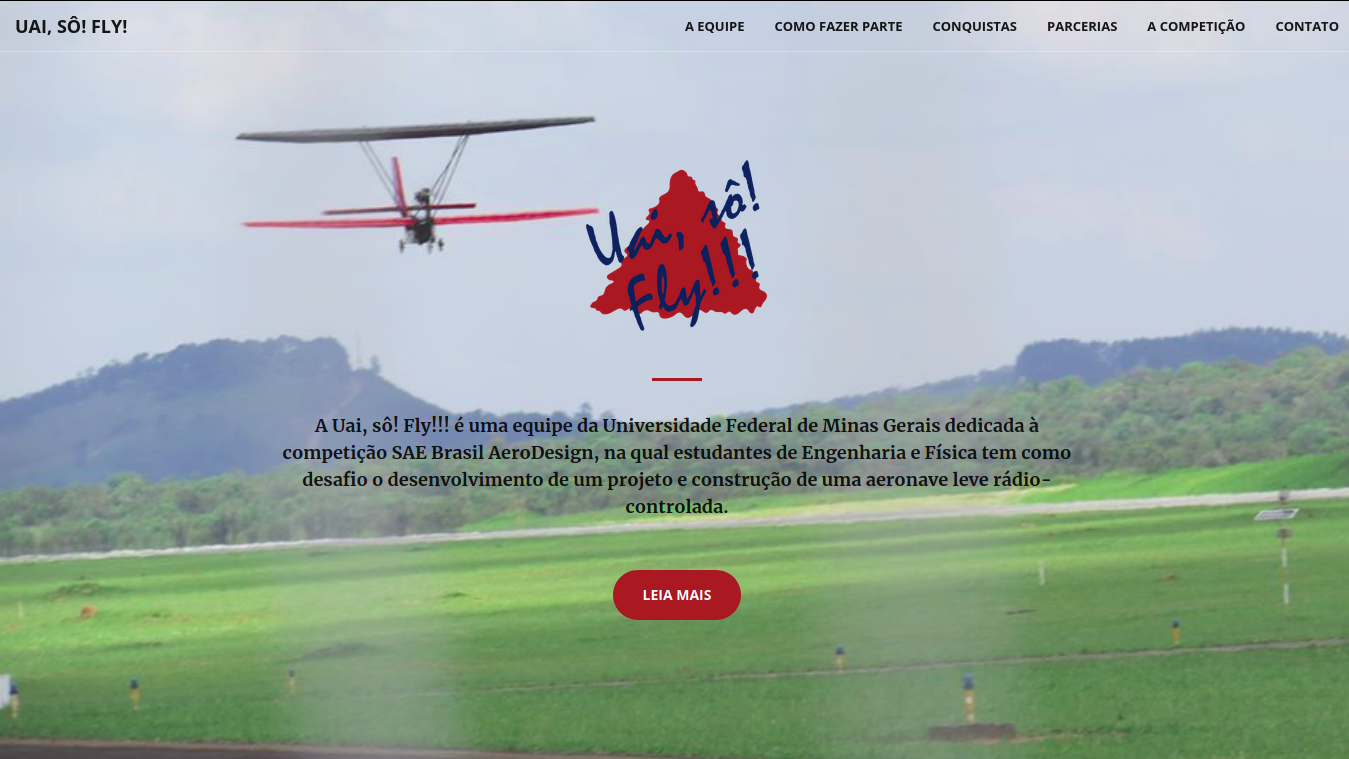 UAI, SÔ! FLY!
A EQUIPE COMO FAZER PARTE CONQUISTAS PARCERIAS A COMPETIÇÃO CONTATO
Uai, sô!
Fly!!!
A Uai, sô! Fly!!! é uma equipe da Universidade Federal de Minas Gerais dedicada à
competição SAE Brasil AeroDesign, na qual estudantes de Engenharia e Física tem como
desafio o desenvolvimento de um projeto e construção de uma aeronave leve rádio-
controlada.
LEIA MAIS